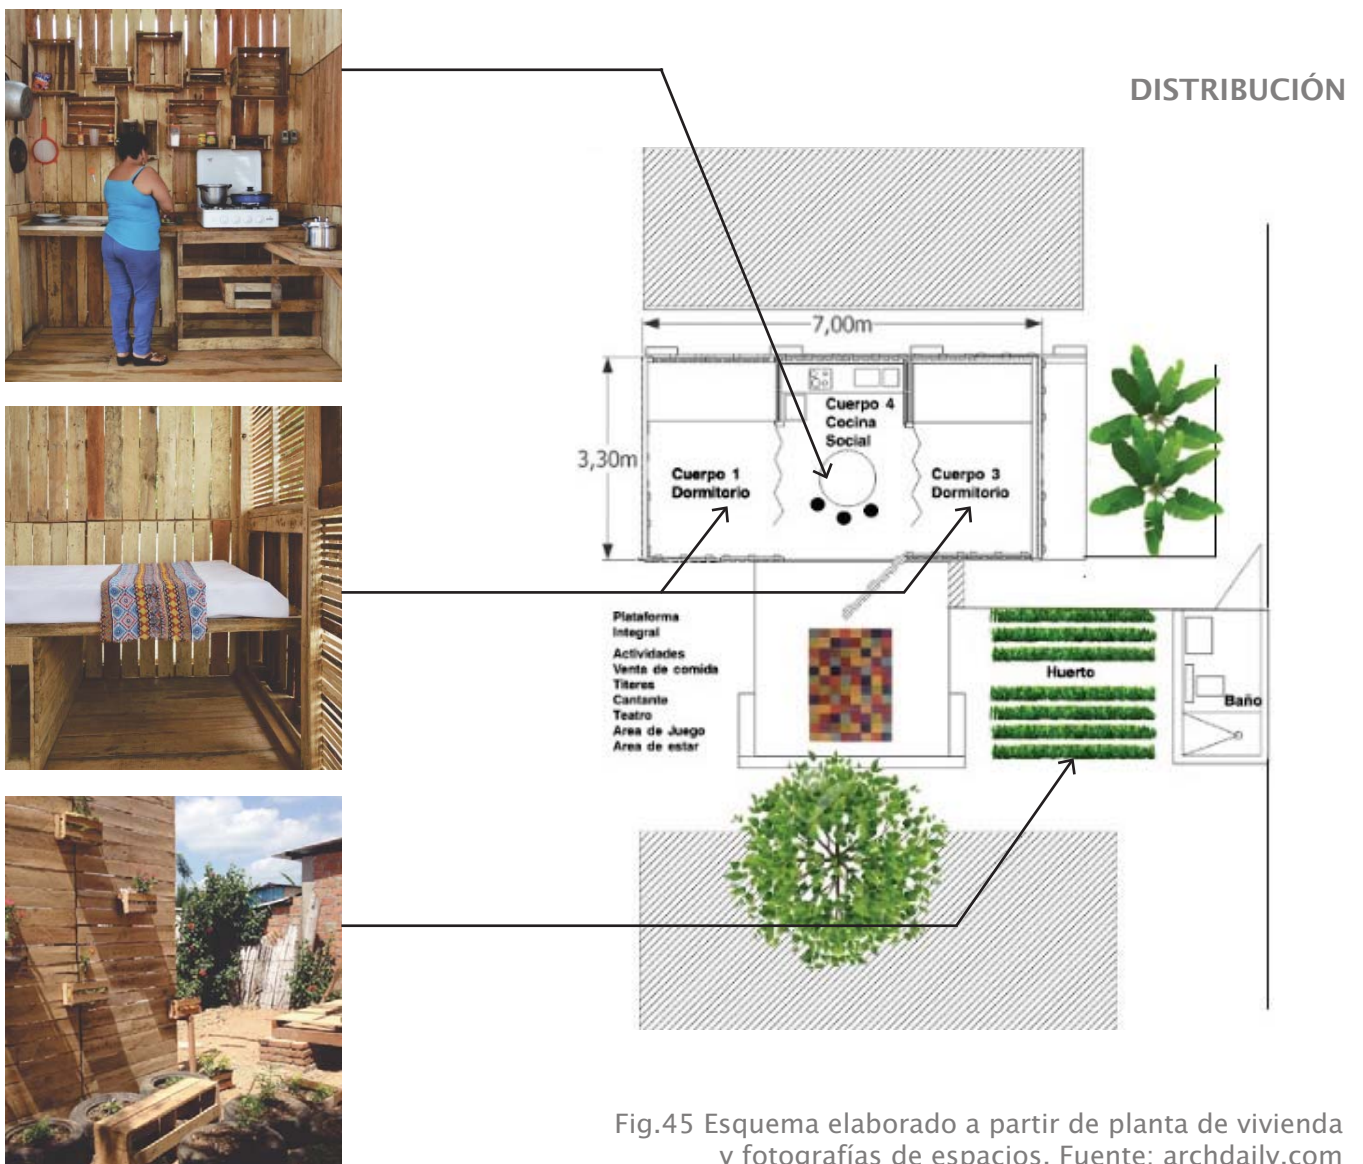 DISTRIBUCIÓN
7,00m
3,30m
Cuerpo 4
Cocina
Social
Cuerpo 1
Dormitorio
Cuerpo 3
Dormitorio
Plataforma
Integral
Actividades
Venta de comida
Titeres
Cantante
Teatro
Area de Juego
Area de estar
Huerto
Baño
Fig.45 Esquema elaborado a partir de planta de vivienda
y fotografías de espacios. Fuente: archdaily.com